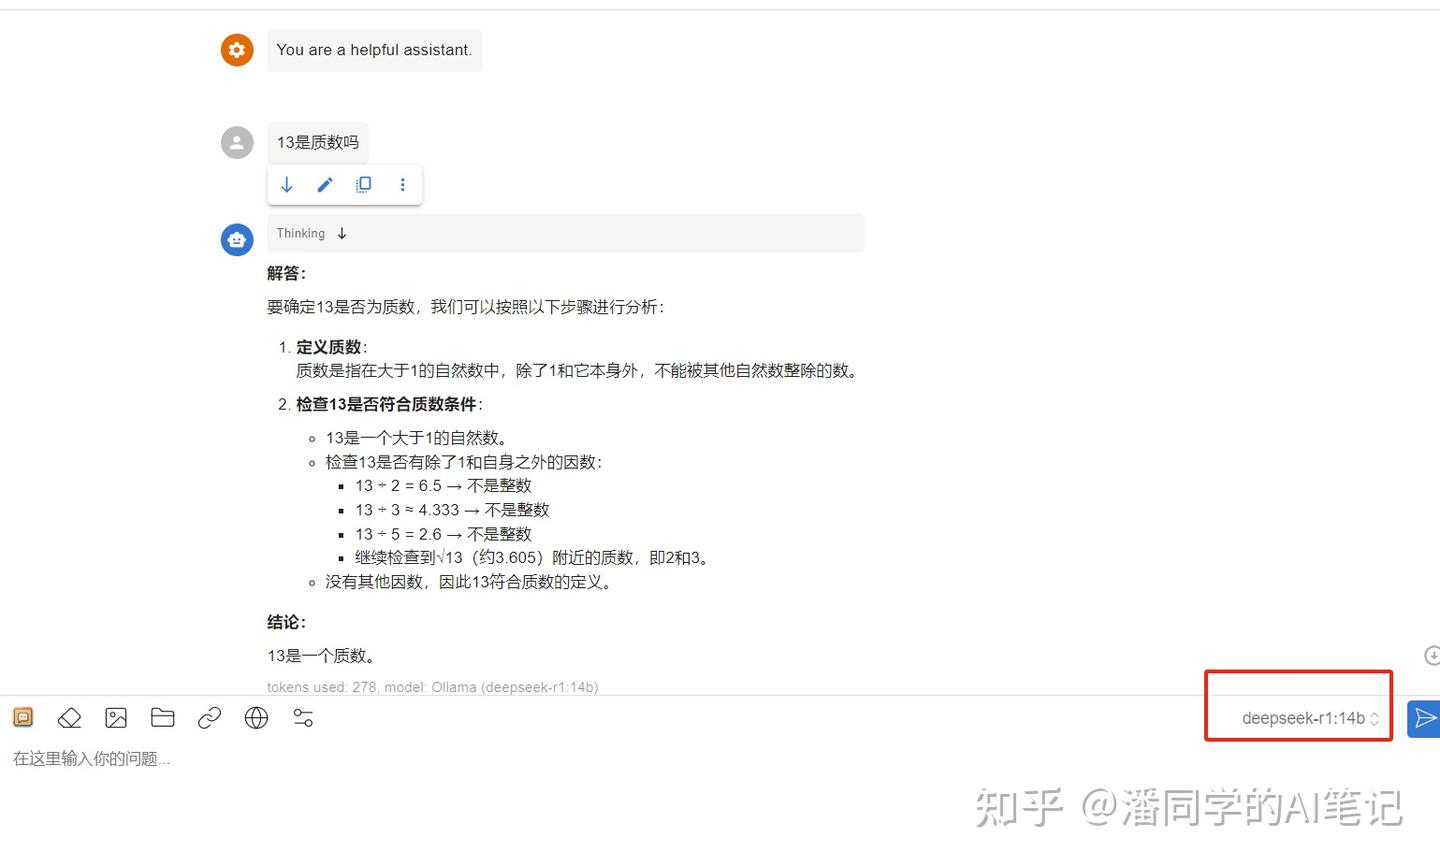 You are a helpful assistant.
13是质数吗
Thinking ↓
解答：
要确定13是否为质数，我们可以按照以下步骤进行分析：
1. 定义质数：
质数是指在大于1的自然数中，除了1和它本身外，不能被其他自然数整除的数。
2. 检查13是否符合质数条件：
13是一个大于1的自然数。
检查13是否有除了1和自身之外的因数：
13 ÷ 2 = 6.5 → 不是整数
13 ÷ 3 ≈ 4.333 → 不是整数
13 ÷ 5 = 2.6 → 不是整数
继续检查到√13（约3.605）附近的质数，即2和3。
没有其他因数，因此13符合质数的定义。
结论：
13是一个质数。
tokens used: 278, model: Ollama (deepseek-r1:14b)
deepseek-r1:14b
在这里输入你的问题...
知乎 @潘同学的AI笔记